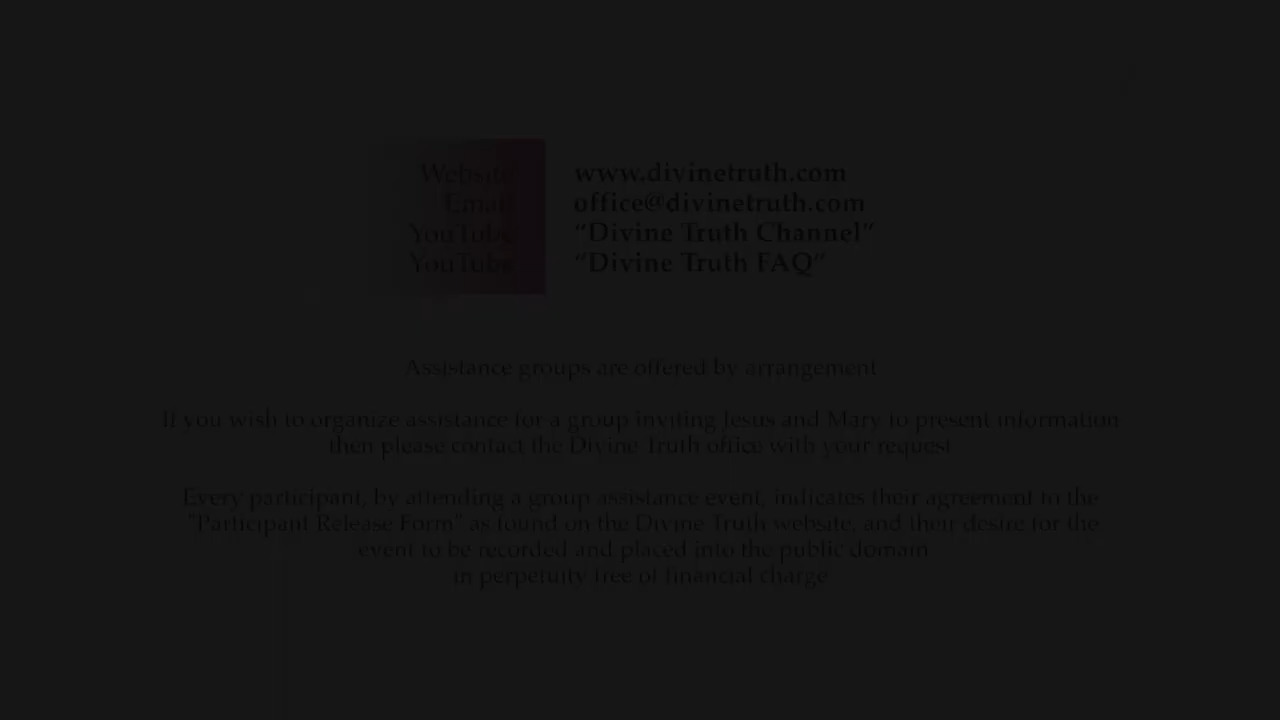 Website www.divinetruth.com
Email office@divinetruth.com
YouTube “Divine Truth Channel”
YouTube “Divine Truth FAQ”
Assistance groups are offered by arrangement
If you wish to organize assistance for a group inviting Jesus and Mary to present information
then please contact the Divine Truth office with your request
Every participant, by attending a group assistance event, indicates their agreement to the
"Participant Release Form" as found on the Divine Truth website, and their desire for the
event to be recorded and placed into the public domain
in perpetuity free of financial charge